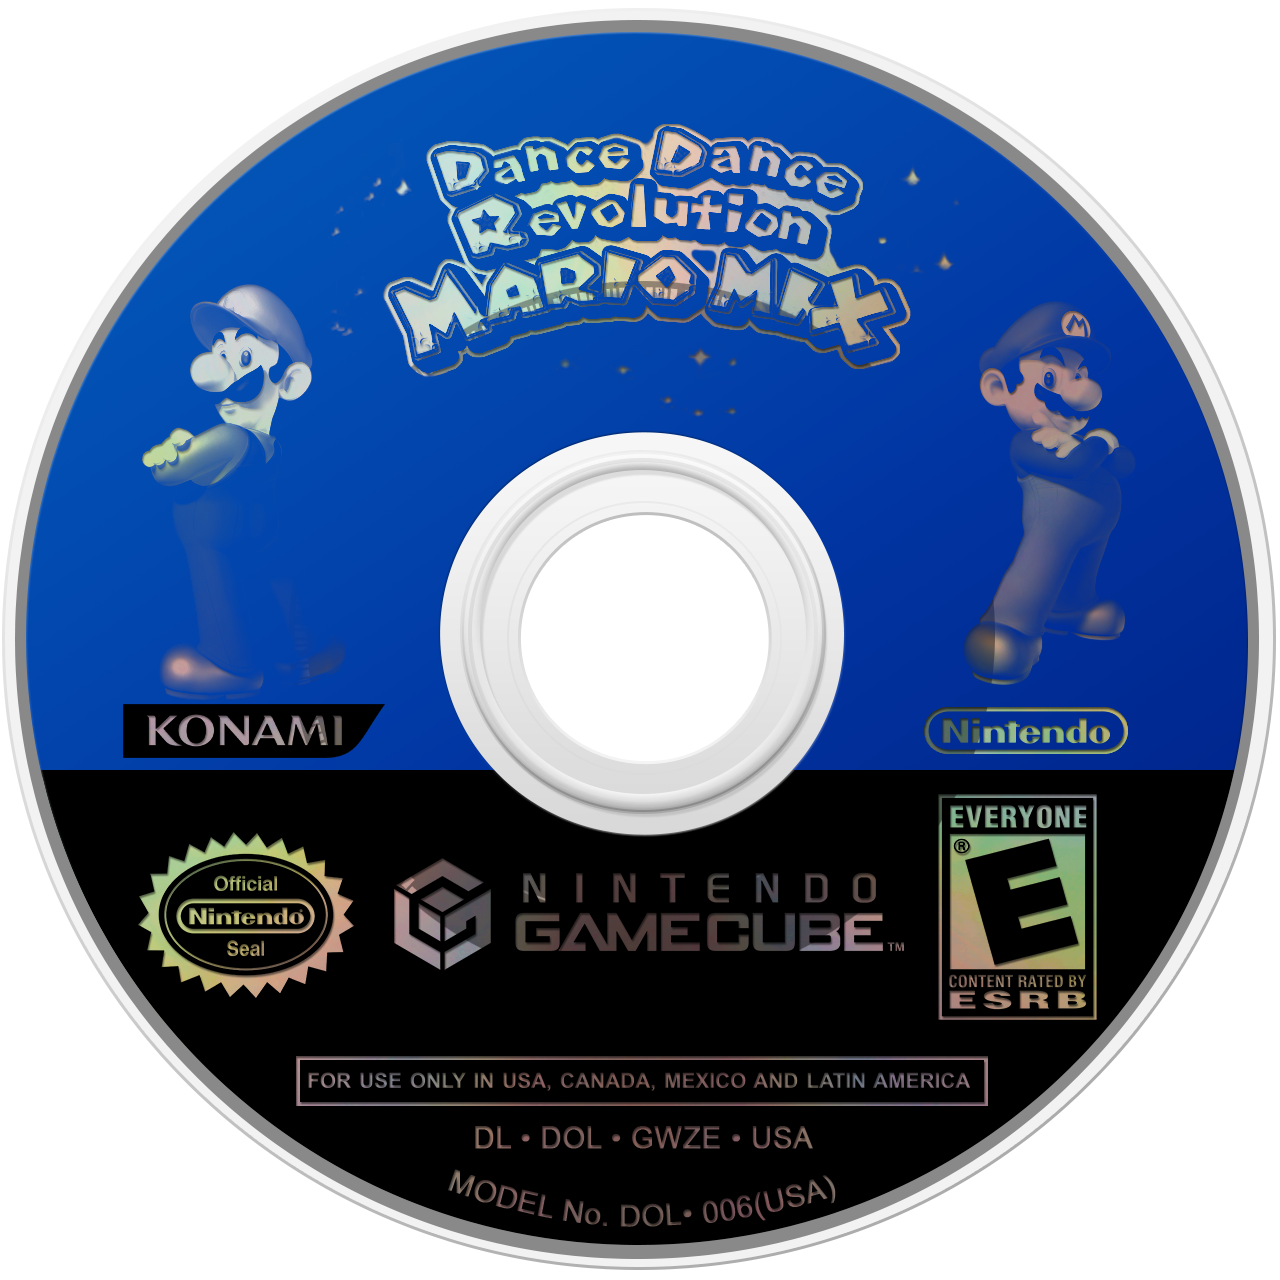 Dance Dance
Revolution
MARIO MIX
M
KONAMI
Nintendo
EVERYONE
®
E
CONTENT RATED BY
ESRB
Official
Nintendo®
Seal
NINTENDO
GAMECUBE™
FOR USE ONLY IN USA, CANADA, MEXICO AND LATIN AMERICA
DL • DOL • GWZE • USA
MODEL No. DOL• 006(USA)